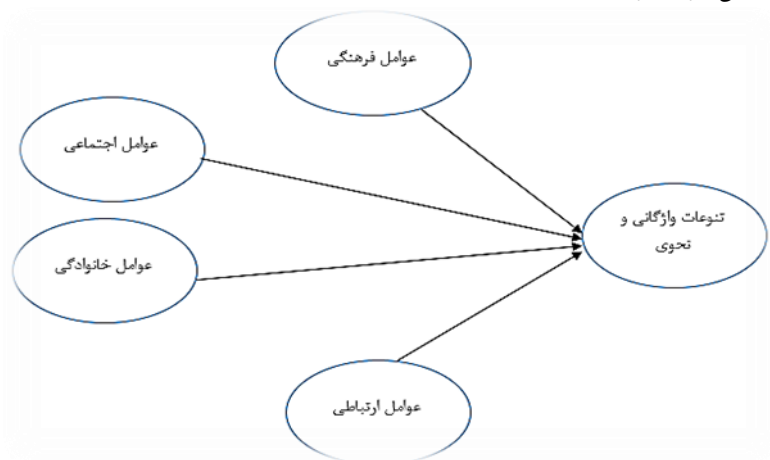 عوامل فرهنگی
عوامل اجتماعی
تنوعات واژگانی و
نحوی
عوامل خانوادگی
عوامل ارتباطی